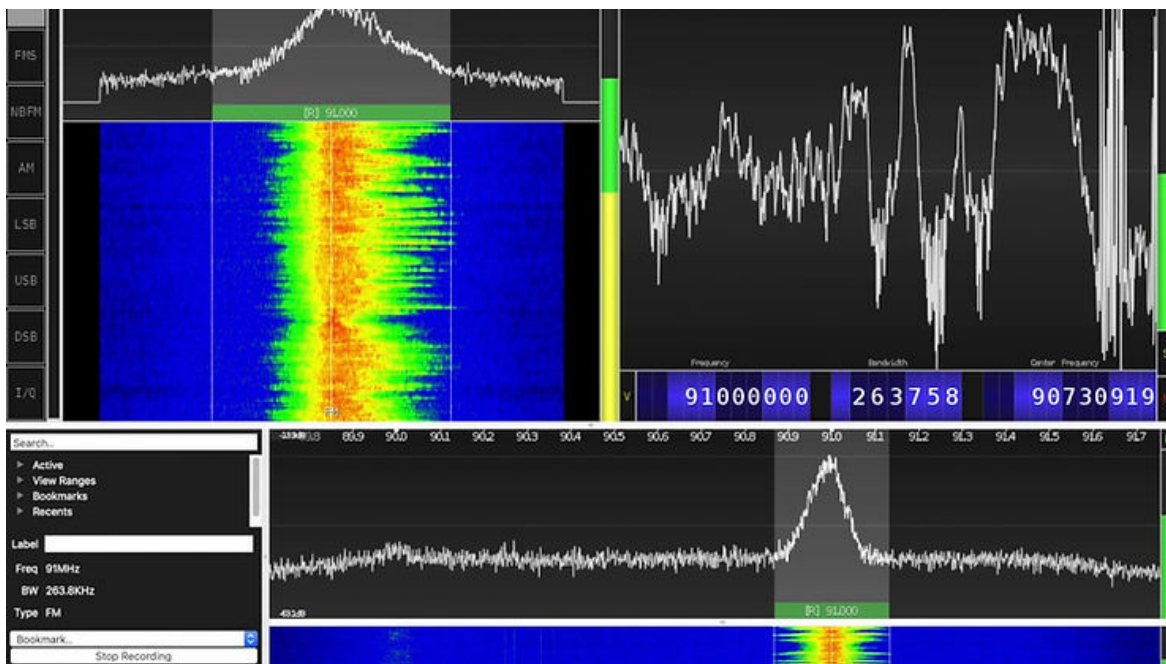 FMS
NBFM
AM
LSB
USB
DSB
I/Q
[R] 91.000
FM
Frequency
Bandwidth
Center Frequency
V
91000000
263758
90730919
Search..
Active
View Ranges
Bookmarks
Recents
Label
Freq 91MHz
BW 263.8KHz
Type FM
Bookmark..
Stop Recording
89.9 90.0 90.1 90.2 90.3 90.4 90.5 90.6 90.7 90.8 90.9 91.0 91.1 91.2 91.3 91.4 91.5 91.6 91.7
[R] 91.000